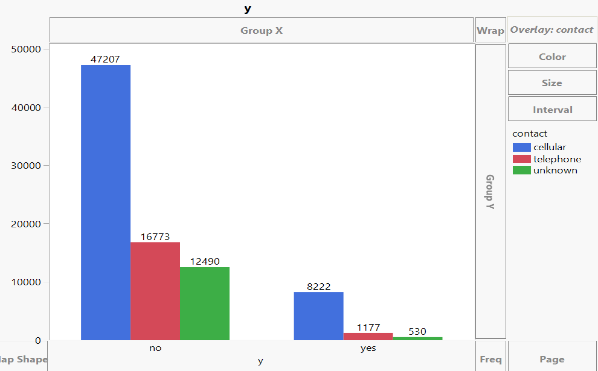 y
Group X
Wrap
Overlay: contact
Color
Size
Interval
contact
cellular
telephone
unknown
Group Y
50000
40000
30000
20000
10000
0
47207
16773
12490
8222
1177
530
no
yes
y
Map Shape
Freq
Page